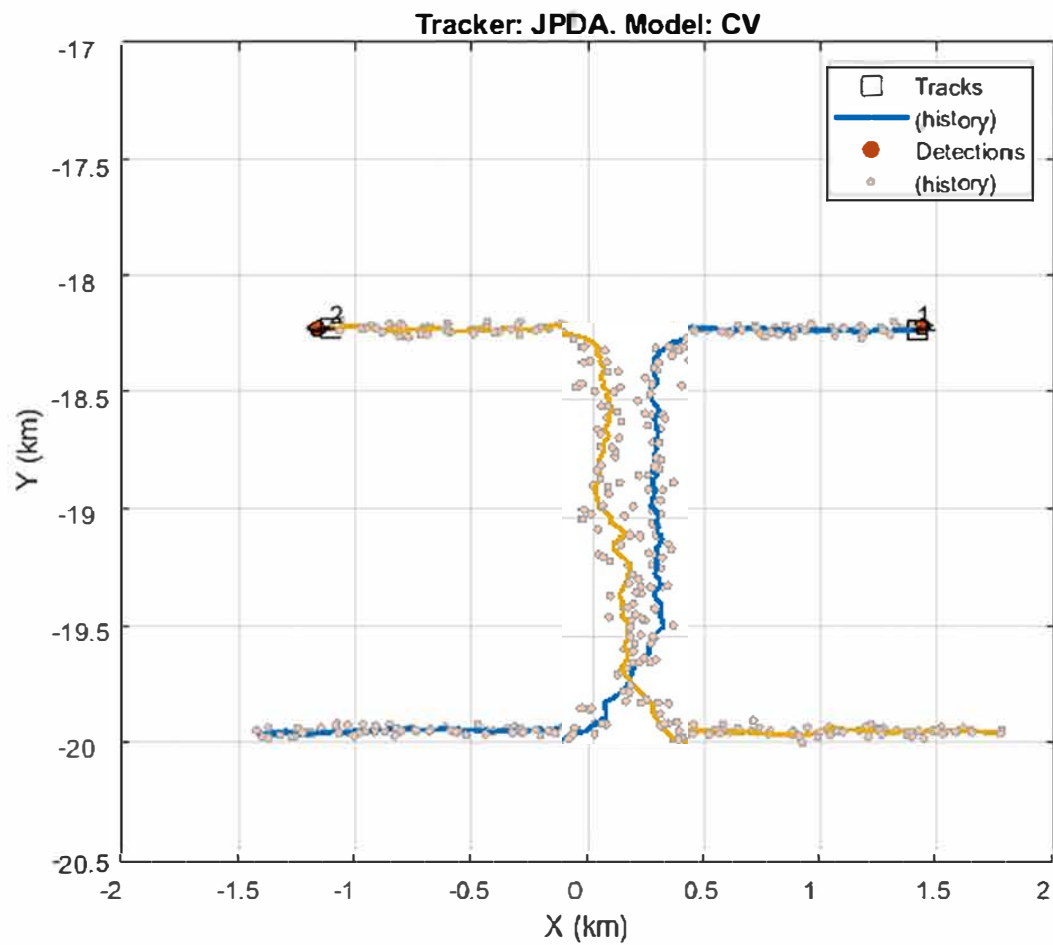 Tracker: JPDA. Model: CV
-17
-17.5
-18
-18.5
-19
-19.5
-20
-20.5
Y (km)
Tracks
(history)
Detections
(history)
2
1
-2
-1.5
-1
-0.5
0
0.5
1
1.5
2
X (km)